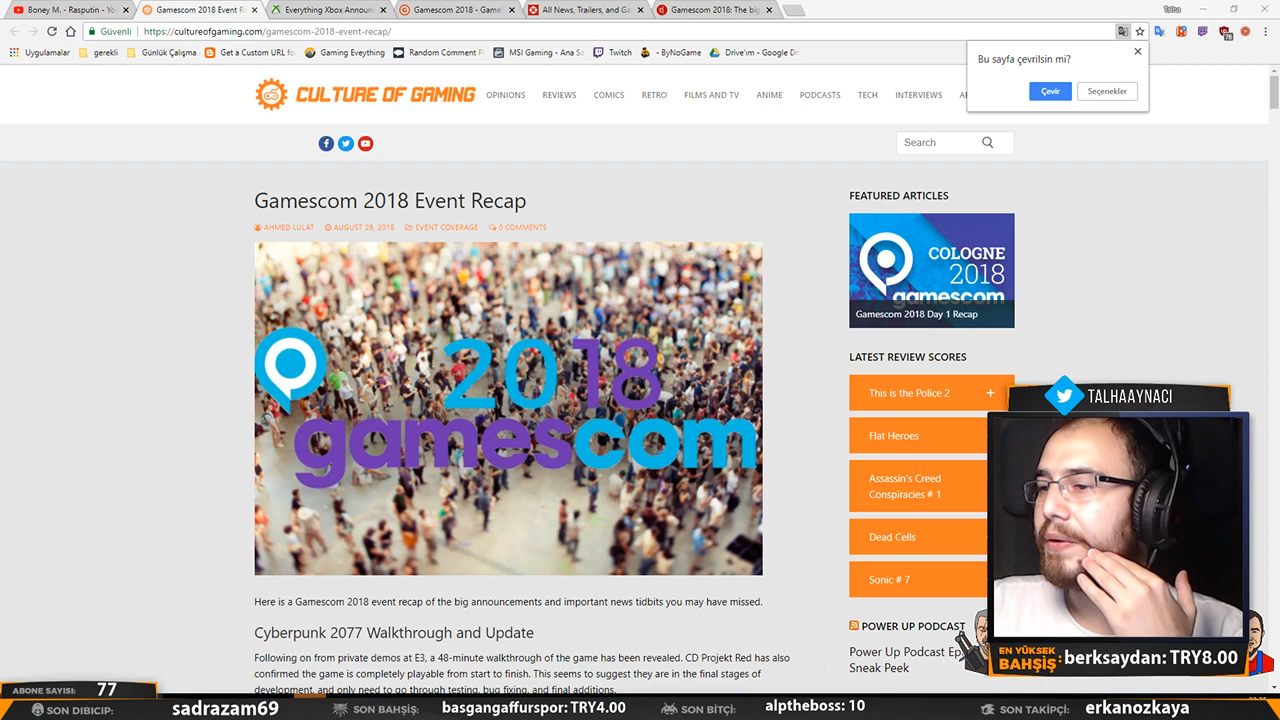 Boney M. - Rasputin - Yo
Gamescom 2018 Event R
Everything Xbox Announ
Gamescom 2018 - Game
All News, Trailers, and Ga
Gamescom 2018: The big
Talha
Güvenli
https://cultureofgaming.com/gamescom-2018-event-recap/
Uygulamalar
gerekli
Günlük Çalışma
Get a Custom URL fo
Gaming Eveything
Random Comment P
MSI Gaming - Ana Sa
Twitch
- ByNoGame
Drive'ım - Google Dr
Bu sayfa çevrilsin mi?
Çevir
Seçenekler
CULTURE OF GAMING
OPINIONS
REVIEWS
COMICS
RETRO
FILMS AND TV
ANIME
PODCASTS
TECH
INTERVIEWS
Search
Gamescom 2018 Event Recap
AHMED LULAT
AUGUST 29, 2018
EVENT COVERAGE
0 COMMENTS
2018
gamescom
Here is a Gamescom 2018 event recap of the big announcements and important news tidbits you may have missed.
Cyberpunk 2077 Walkthrough and Update
Following on from private demos at E3, a 48-minute walkthrough of the game has been revealed. CD Projekt Red has also
confirmed the game is completely playable from start to finish. This seems to suggest they are in the final stages of
development, and only need to go through testing, bug fixing, and final additions.
FEATURED ARTICLES
COLOGNE
2018
gamescom
Gamescom 2018 Day 1 Recap
LATEST REVIEW SCORES
This is the Police 2
+
Flat Heroes
Assassin's Creed
Conspiracies # 1
Dead Cells
Sonic # 7
POWER UP PODCAST
Power Up Podcast Ep.
Sneak Peek
TALHAAYNACI
EN YÜKSEK
BAHŞİŞ:
berksaydan: TRY8.00
ABONE SAYISI:
77
SON DIBICIP:
sadrazam69
SON BAHŞİŞ:
basgangaffurspor: TRY4.00
SON BİTÇİ:
alptheboss: 10
SON TAKİPÇİ:
erkanozkaya